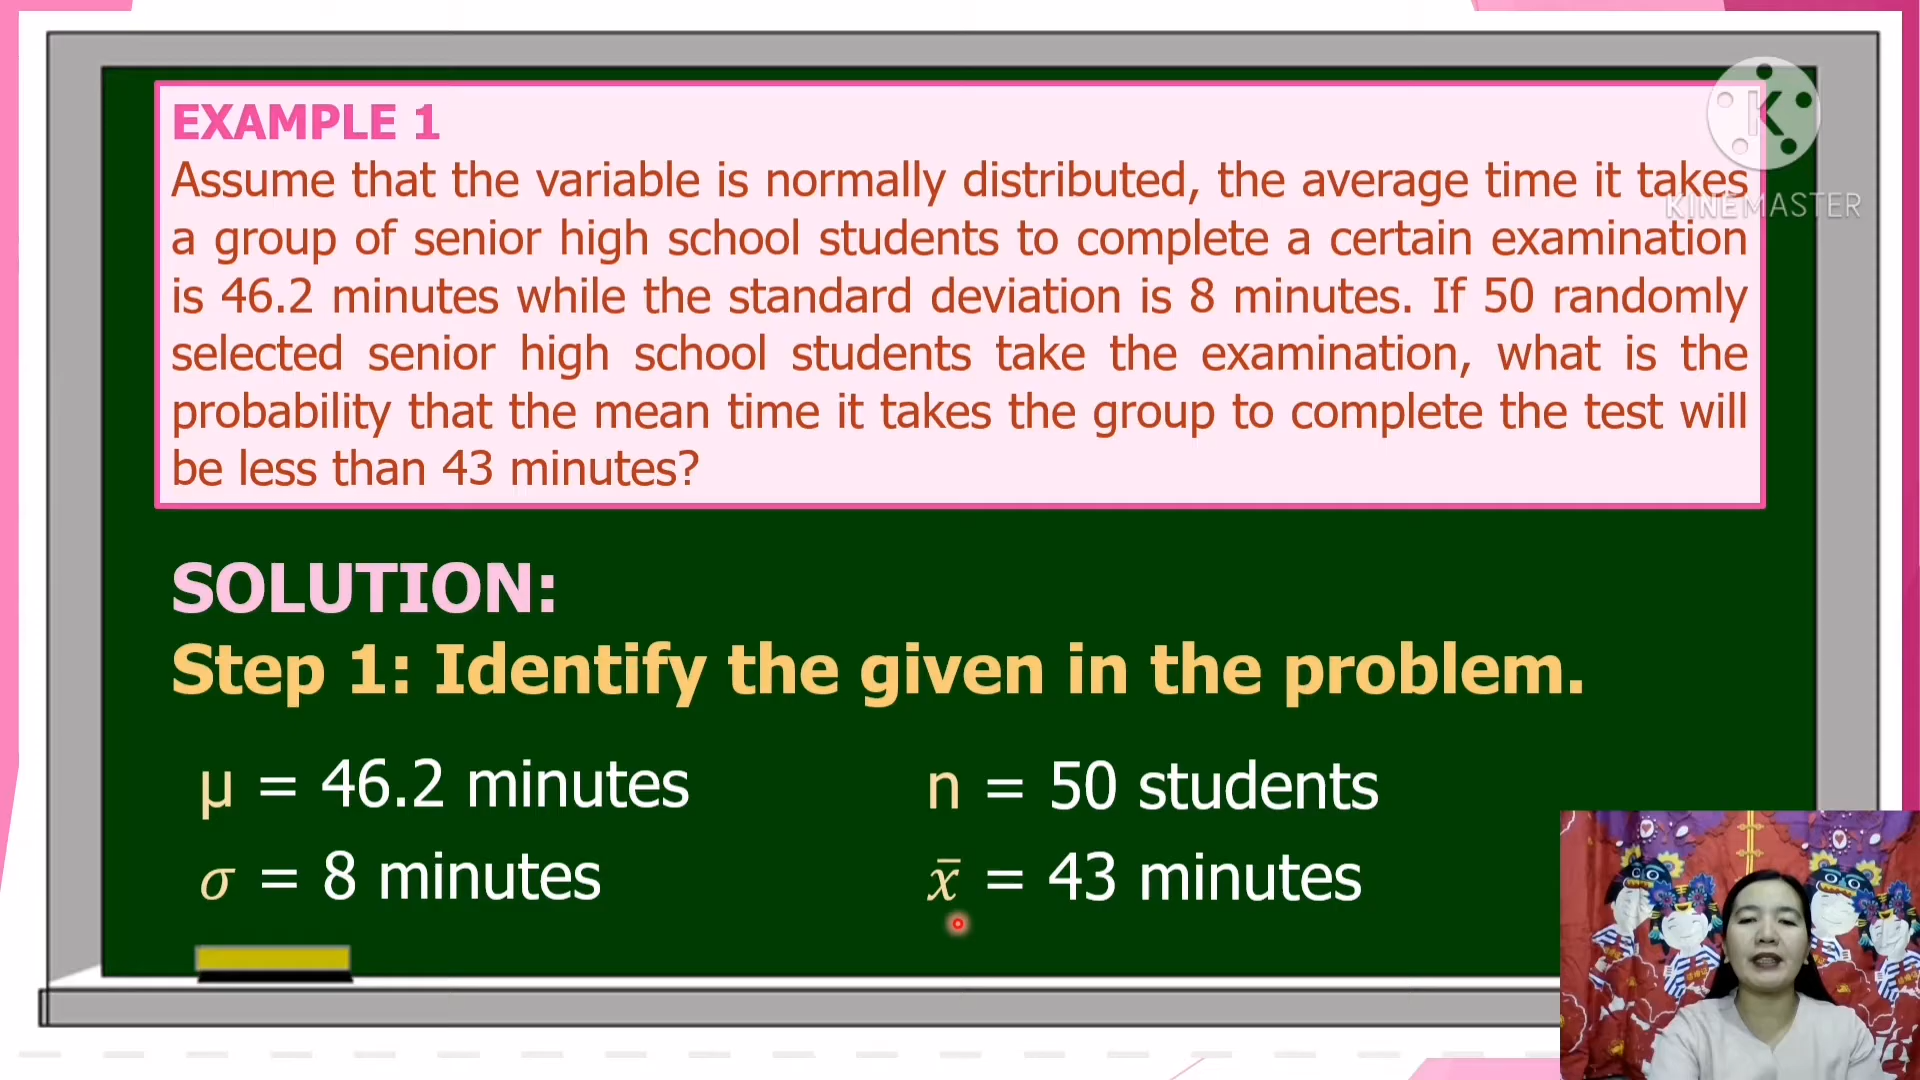 EXAMPLE 1
Assume that the variable is normally distributed, the average time it takes
a group of senior high school students to complete a certain examination
is 46.2 minutes while the standard deviation is 8 minutes. If 50 randomly
selected senior high school students take the examination, what is the
probability that the mean time it takes the group to complete the test will
be less than 43 minutes?
K
KINEMASTER
SOLUTION:
Step 1: Identify the given in the problem.
μ = 46.2 minutes
n = 50 students
σ = 8 minutes
x̄ = 43 minutes